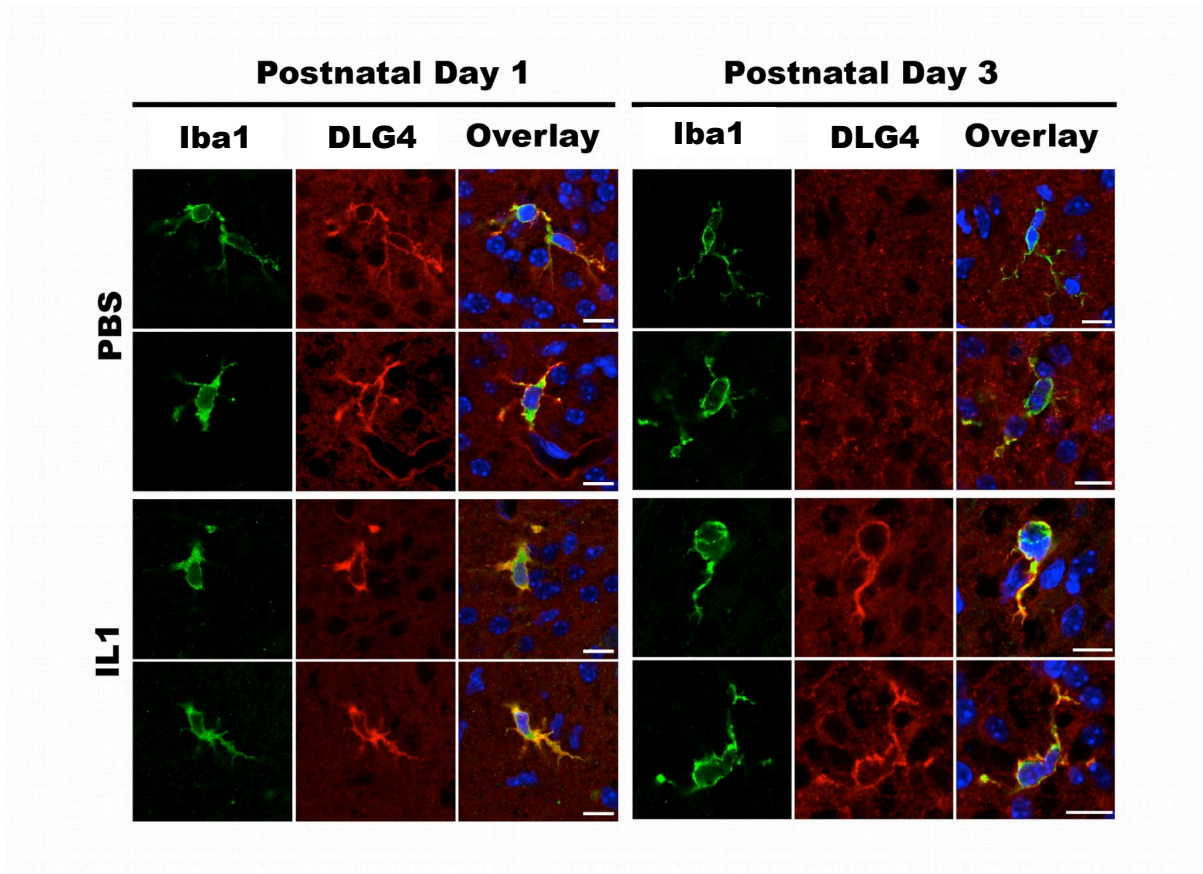 Postnatal Day 1
Postnatal Day 3
Iba1
DLG4
Overlay
Iba1
DLG4
Overlay
PBS
IL1